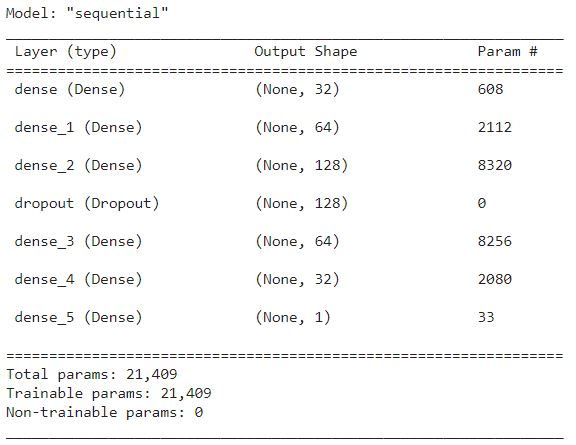 Model: "sequential"
_________________________________________________________________
Layer (type) Output Shape Param #
=================================================================
dense (Dense) (None, 32) 608
dense_1 (Dense) (None, 64) 2112
dense_2 (Dense) (None, 128) 8320
dropout (Dropout) (None, 128) 0
dense_3 (Dense) (None, 64) 8256
dense_4 (Dense) (None, 32) 2080
dense_5 (Dense) (None, 1) 33
=================================================================
Total params: 21,409
Trainable params: 21,409
Non-trainable params: 0
_________________________________________________________________